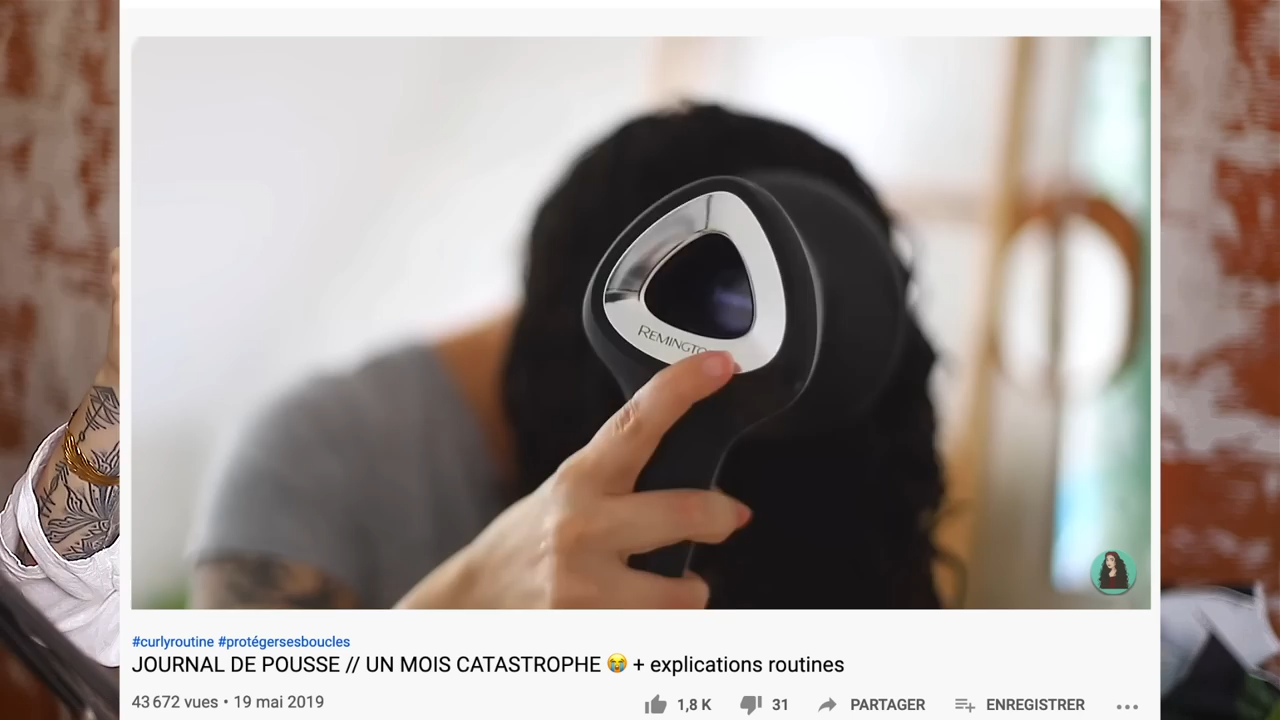 REMINGTO
#curlyroutine #protégersesboucles
JOURNAL DE POUSSE // UN MOIS CATASTROPHE 😭 + explications routines
43 672 vues • 19 mai 2019
1,8 K 31 PARTAGER ENREGISTRER